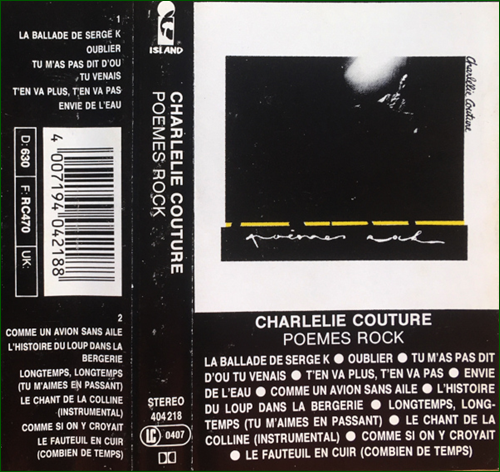 1
LA BALLADE DE SERGE K
OUBLIER
TU M'AS PAS DIT D'OU
TU VENAIS
T'EN VA PLUS, T'EN VA PAS
ENVIE DE L'EAU
D: 630 F: RC470 UK:
4 007194 042188
2
COMME UN AVION SANS AILE
L'HISTOIRE DU LOUP DANS LA
BERGERIE
LONGTEMPS, LONGTEMPS
(TU M'AIMES EN PASSANT)
LE CHANT DE LA COLLINE
(INSTRUMENTAL)
COMME SI ON Y CROYAIT
LE FAUTEUIL EN CUIR
(COMBIEN DE TEMPS)
ISLAND
CHARLELIE COUTURE
POEMES ROCK
STEREO
404 218
LC 0407
Charlélie Couture
poèmes rock
CHARLELIE COUTURE
POEMES ROCK
LA BALLADE DE SERGE K ● OUBLIER ● TU M'AS PAS DIT
D'OU TU VENAIS ● T'EN VA PLUS, T'EN VA PAS ● ENVIE
DE L'EAU ● COMME UN AVION SANS AILE ● L'HISTOIRE
DU LOUP DANS LA BERGERIE ● LONGTEMPS, LONG-
TEMPS (TU M'AIMES EN PASSANT) ● LE CHANT DE LA
COLLINE (INSTRUMENTAL) ● COMME SI ON Y CROYAIT
● LE FAUTEUIL EN CUIR (COMBIEN DE TEMPS)